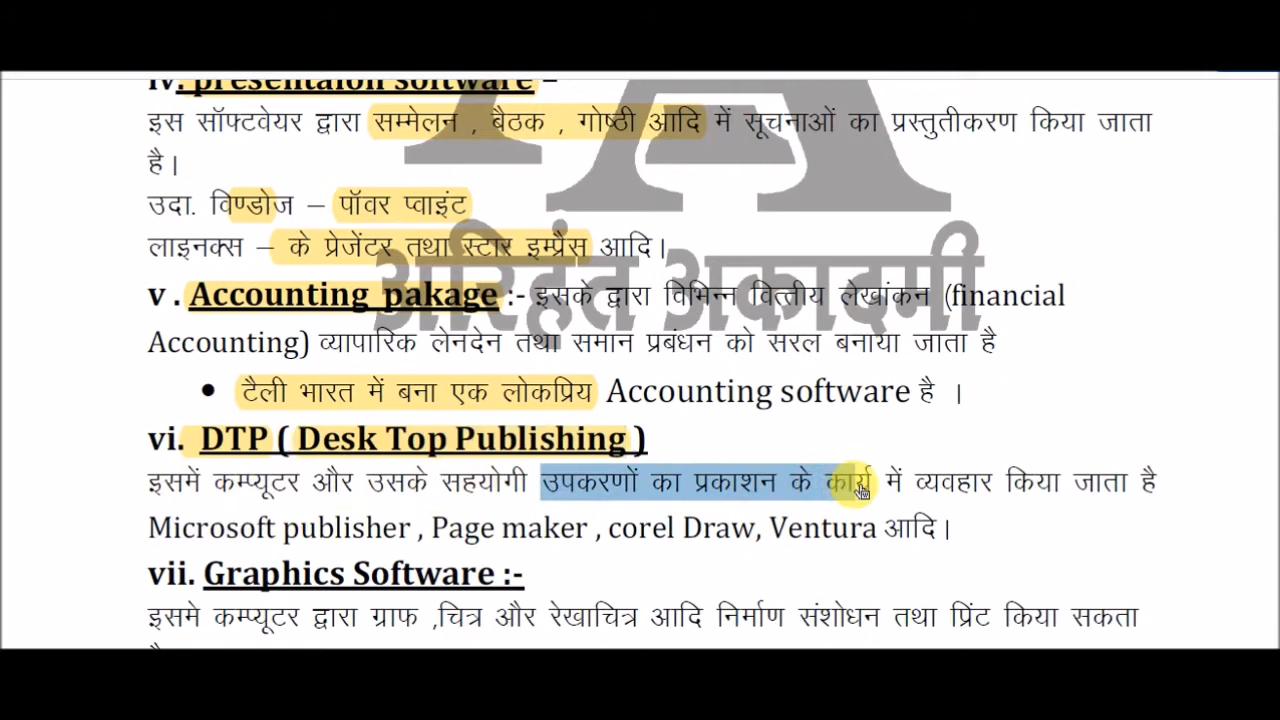 iv. presentaion software –
इस सॉफ्टवेयर द्वारा सम्मेलन , बैठक , गोष्ठी आदि में सूचनाओं का प्रस्तुतीकरण किया जाता
है।
उदा. विण्डोज – पॉवर प्वाइंट
लाइनक्स – के प्रेजेंटर तथा स्टार इम्प्रैस आदि।
अरिहंत अकादमी
v . Accounting pakage :- इसके द्वारा विभिन्न वित्तीय लेखांकन (financial
Accounting) व्यापारिक लेनदेन तथा समान प्रबंधन को सरल बनाया जाता है
• टैली भारत में बना एक लोकप्रिय Accounting software है ।
vi. DTP ( Desk Top Publishing )
इसमें कम्प्यूटर और उसके सहयोगी उपकरणों का प्रकाशन के कार्य में व्यवहार किया जाता है
Microsoft publisher , Page maker , corel Draw, Ventura आदि।
vii. Graphics Software :-
इसमे कम्प्यूटर द्वारा ग्राफ ,चित्र और रेखाचित्र आदि निर्माण संशोधन तथा प्रिंट किया सकता